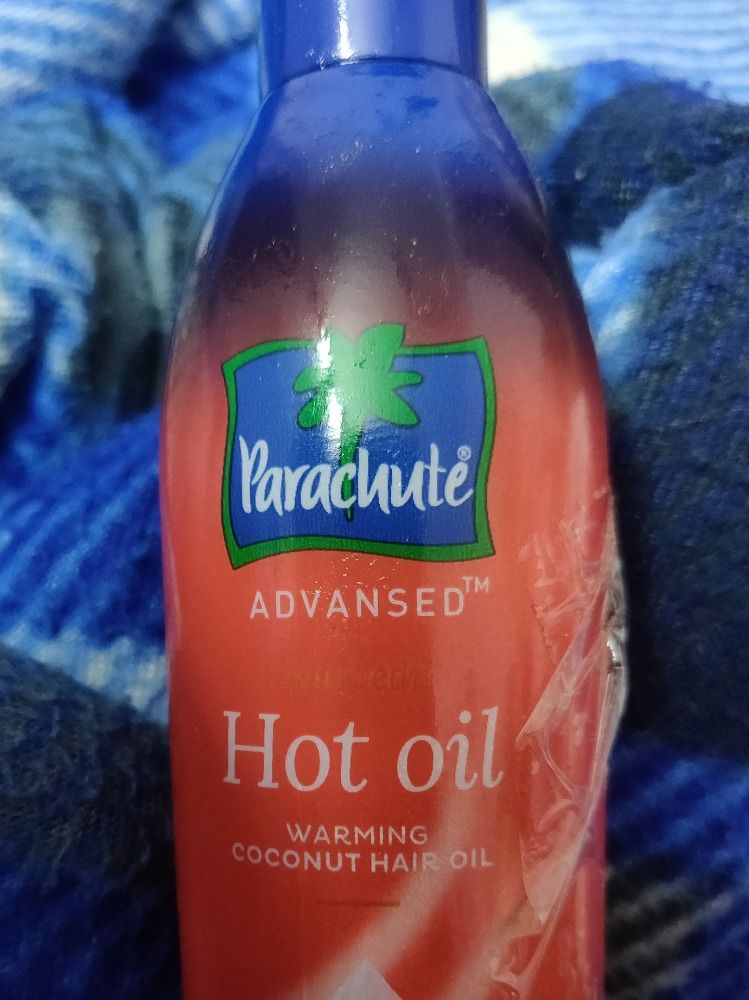 Parachute®
ADVANSED™
Hot oil
WARMING
COCONUT HAIR OIL